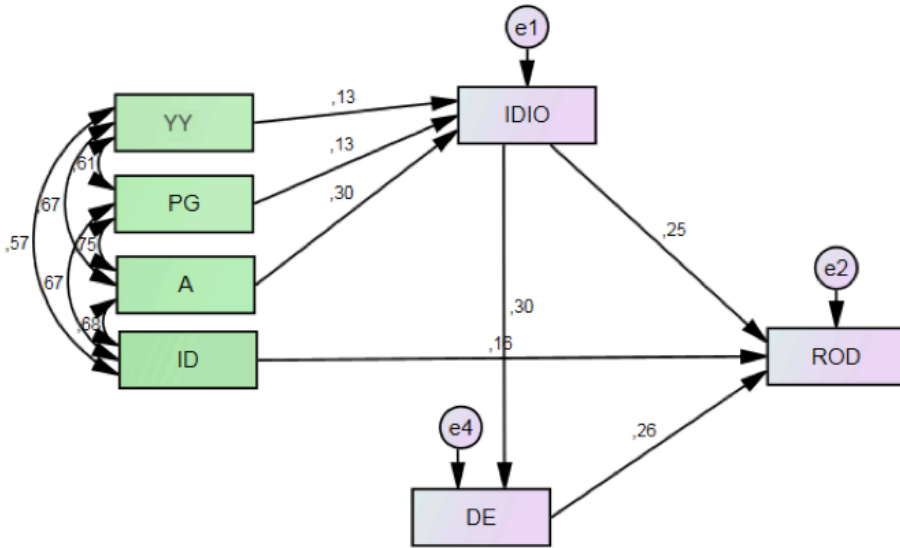 e1
YY
,13
IDIO
,61
,13
PG
,67
,30
,57
,75
,25
A
,67
e2
,30
,68
ID
,16
ROD
e4
,26
DE